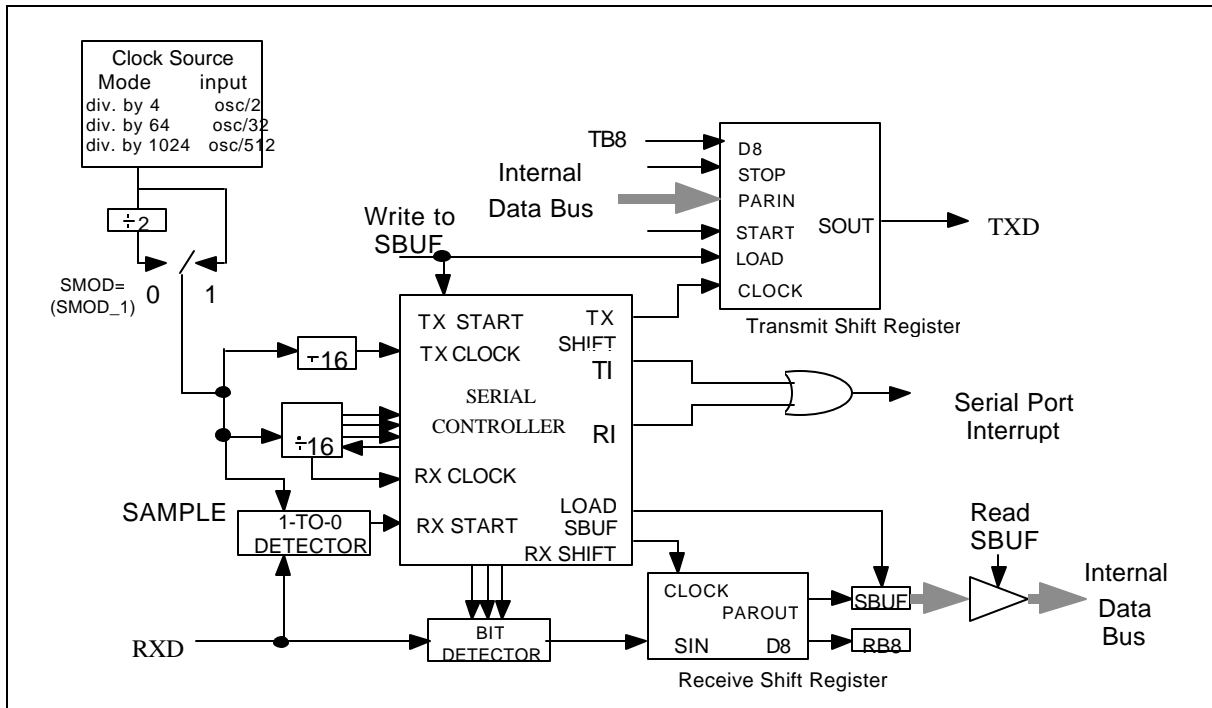 Clock Source
Mode input
div. by 4 osc/2
div. by 64 osc/32
div. by 1024 osc/512
÷2
SMOD=
(SMOD_1)
0 1
TB8
Internal
Data Bus
Write to
SBUF
D8
STOP
PARIN
START
LOAD
CLOCK
SOUT
TXD
Transmit Shift Register
÷16
÷16
TX START
TX CLOCK
SERIAL
CONTROLLER
RX CLOCK
RX START
TX
SHIFT
TI
RI
LOAD
SBUF
RX SHIFT
Serial Port
Interrupt
SAMPLE
1-TO-0
DETECTOR
RXD
BIT
DETECTOR
CLOCK
PAROUT
SIN D8
Receive Shift Register
SBUF
RB8
Read
SBUF
Internal
Data
Bus